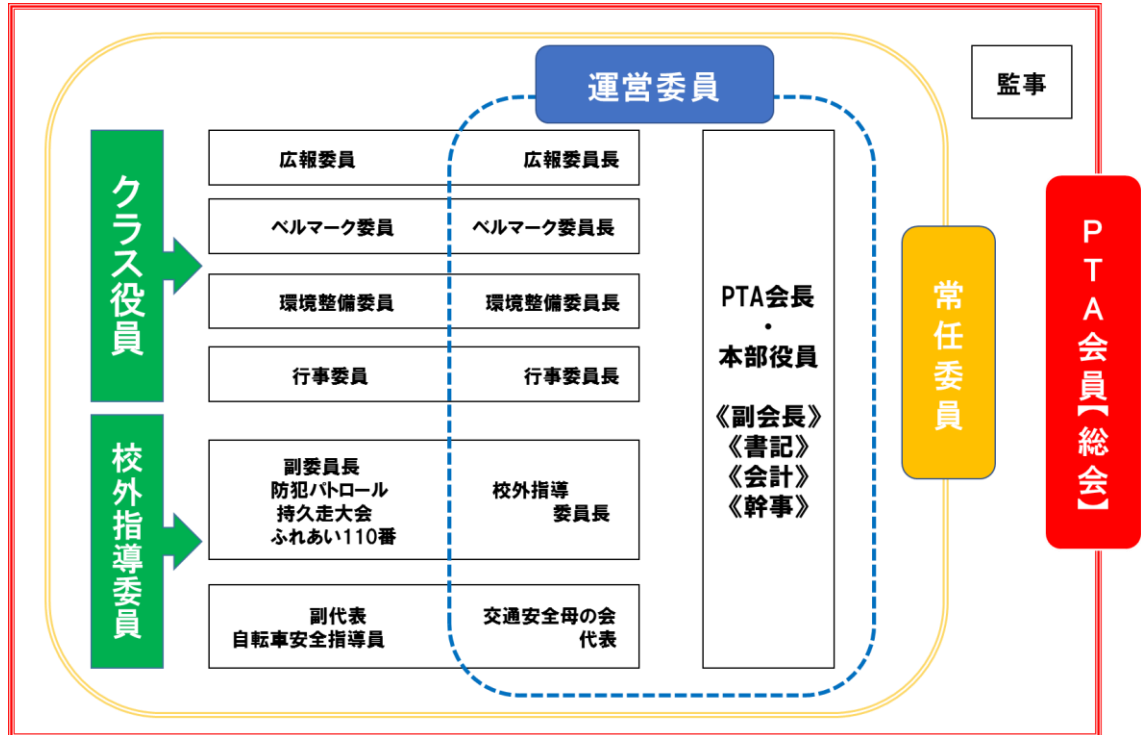 運営委員
監事
クラス役員
広報委員
広報委員長
ベルマーク委員
ベルマーク委員長
環境整備委員
環境整備委員長
行事委員
行事委員長
校外指導委員
副委員長
防犯パトロール
持久走大会
ふれあい110番
校外指導
委員長
副代表
自転車安全指導員
交通安全母の会
代表
PTA会長
・
本部役員
《副会長》
《書記》
《会計》
《幹事》
常任委員
PTA会員【総会】